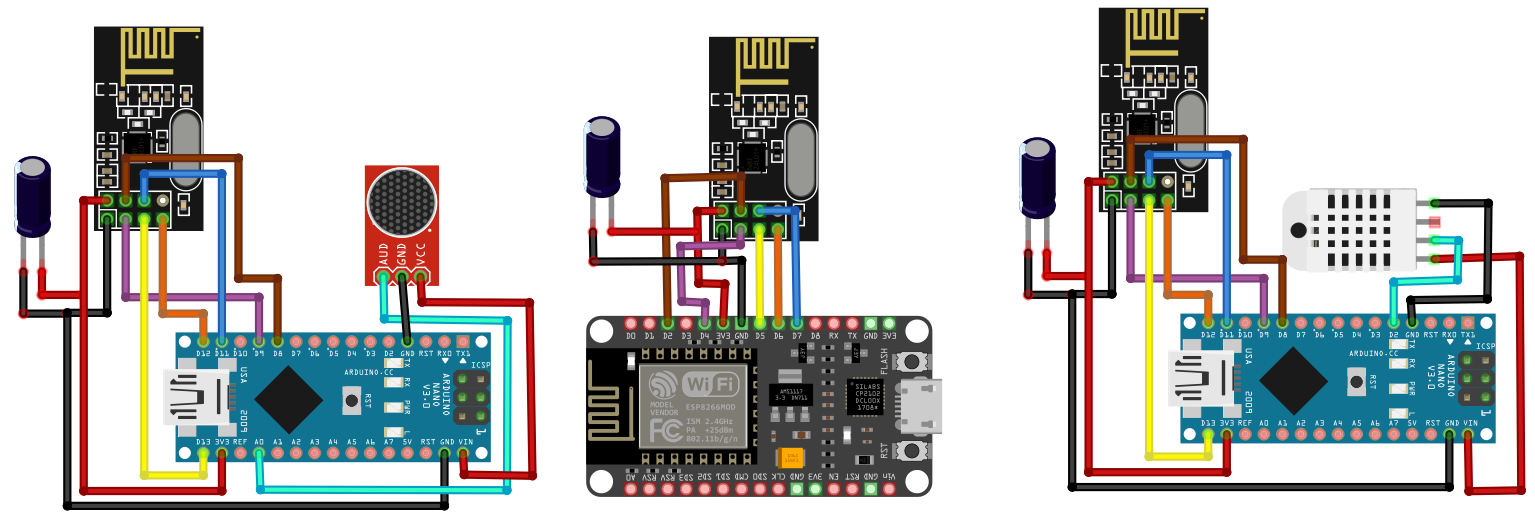 AUD GND VCC
D12 D11 D10 D9 D8 D7 D6 D5 D4 D3 D2 GND RST RX0 TX1
TX
RX
PWR
L
ARDUINO.CC
RST
ICSP
ARDUINO
NANO
V3.0
USA
2009
1
D13 3V3 REF A0 A1 A2 A3 A4 A5 A6 A7 5V RST GND VIN
D0 D1 D2 D3 D4 3V3 GND D5 D6 D7 D8 RX TX GND 3V3
WiFi
MODEL
VENDOR
ESP8266MOD
FC
ISM 2.4GHz
PA +25dBm
802.11b/g/n
AMS1117
3-3 DN711
SILABS
CP2102
DCL00X
1708+
FLASH
RST
A0 RSV RSV SD3 SD2 SD1 CMD SD0 CLK GND 3V3 EN RST GND Vin
D12 D11 D10 D9 D8 D7 D6 D5 D4 D3 D2 GND RST RX0 TX1
TX
RX
PWR
L
ARDUINO.CC
RST
ICSP
ARDUINO
NANO
V3.0
USA
2009
1
D13 3V3 REF A0 A1 A2 A3 A4 A5 A6 A7 5V RST GND VIN